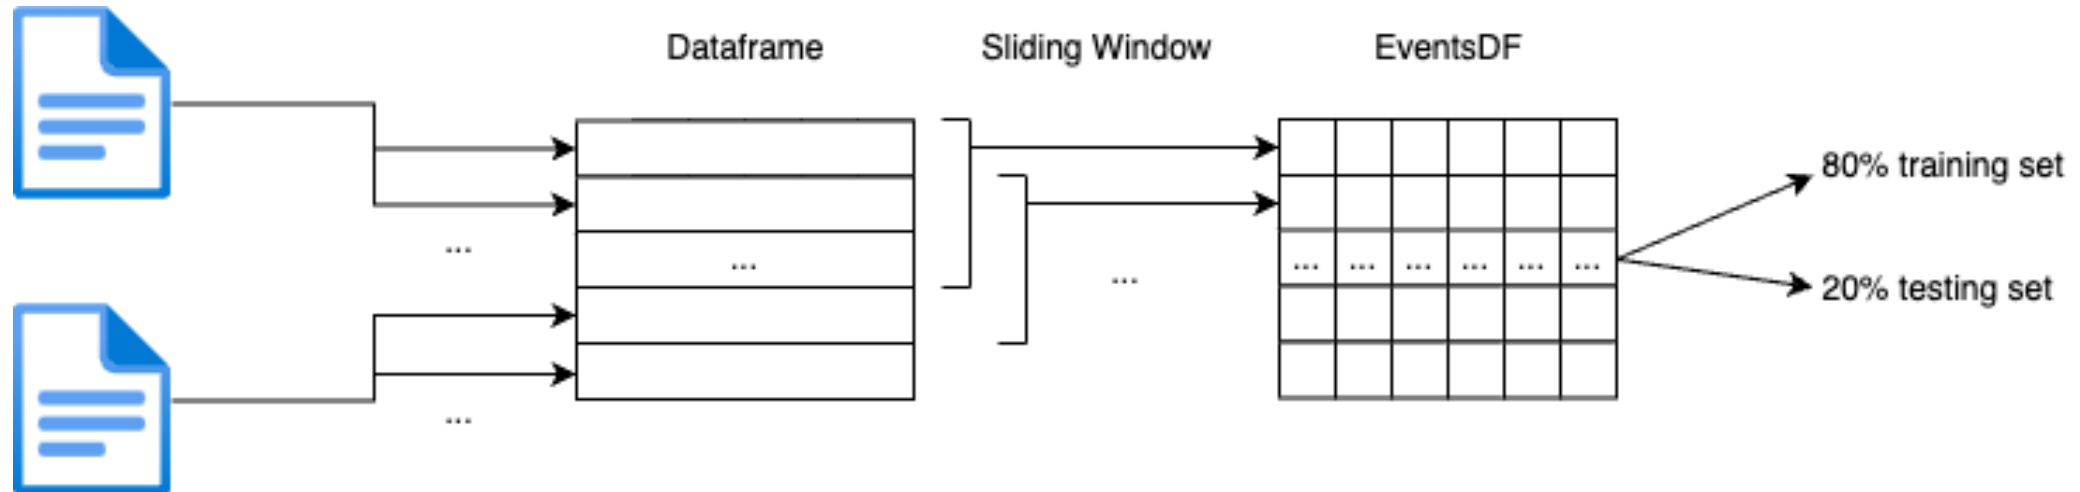 Dataframe
Sliding Window
EventsDF
80% training set
...
...
... ... ... ... ... ...
...
20% testing set
...